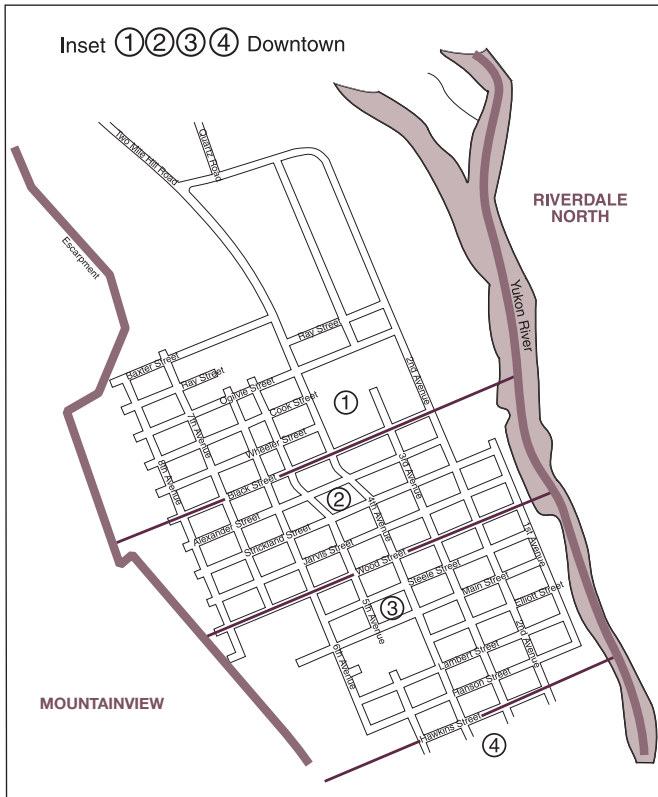 Inset ①②③④ Downtown
Two Mile Hill Road
Quartz Road
RIVERDALE
NORTH
Escarpment
Yukon River
Ray Street
Baxter Street
Ray Street
Ogilvie Street
2nd Avenue
①
Cook Street
7th Avenue
Wheeler Street
3rd Avenue
8th Avenue
Black Street
②
4th Avenue
Alexander Street
Strickland Street
1st Avenue
Jarvis Street
Wood Street
Steele Street
Main Street
Elliott Street
③
5th Avenue
2nd Avenue
6th Avenue
Lambert Street
Hanson Street
MOUNTAINVIEW
Hawkins Street
④